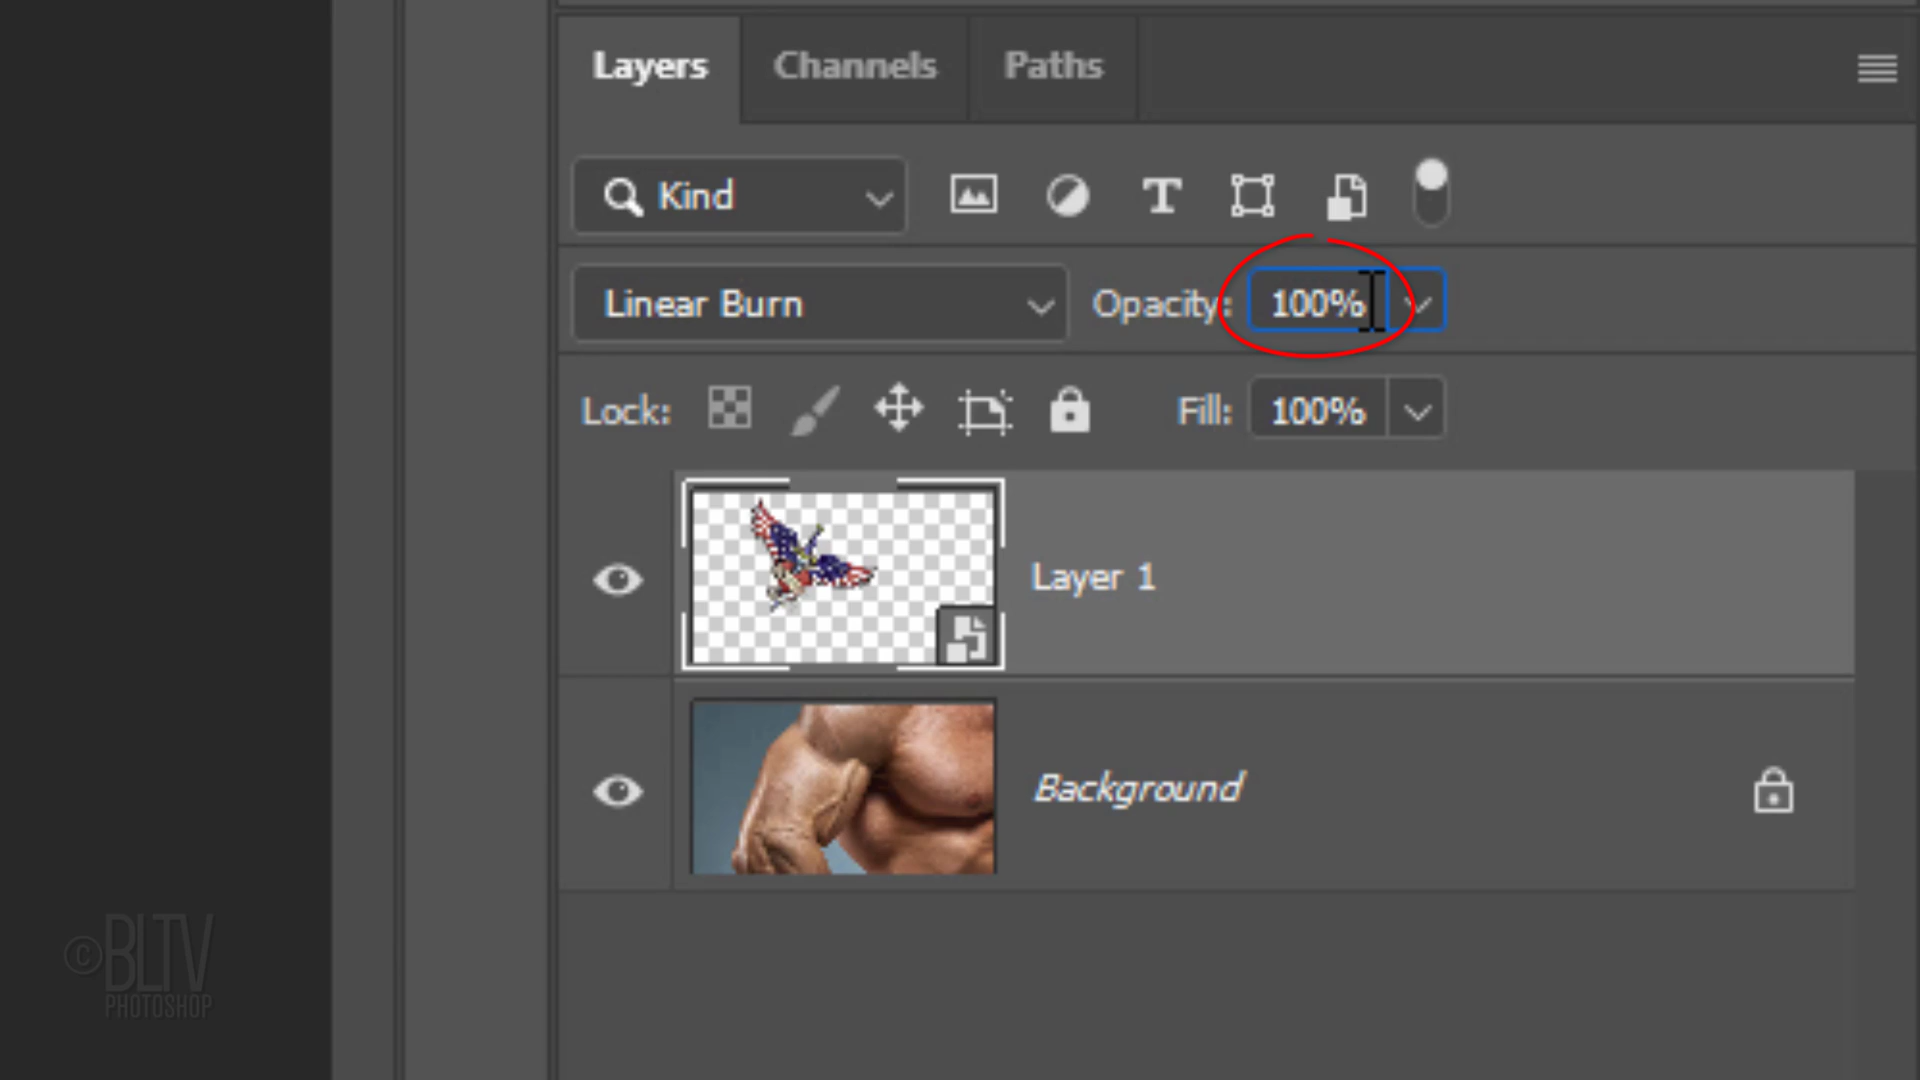 Layers Channels Paths
Kind
Linear Burn Opacity: 100%
Lock: Fill: 100%
Layer 1
Background
©BLTV
PHOTOSHOP